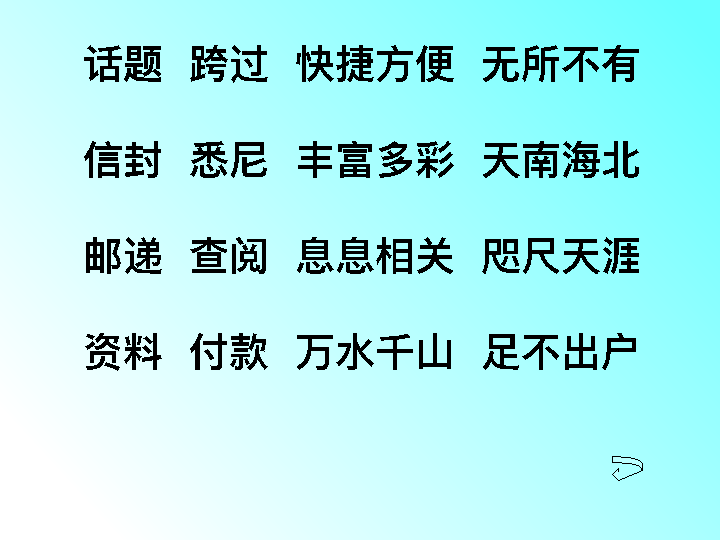 话题 跨过 快捷方便 无所不有
信封 悉尼 丰富多彩 天南海北
邮递 查阅 息息相关 咫尺天涯
资料 付款 万水千山 足不出户